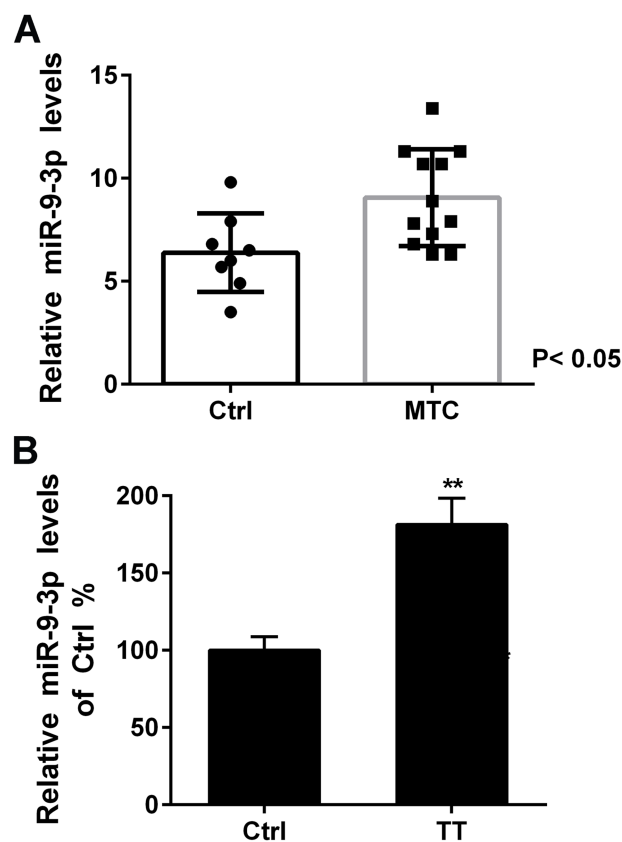 A
Relative miR-9-3p levels
15
10
5
0
Ctrl
MTC
P< 0.05
B
Relative miR-9-3p levels
of Ctrl %
200
150
100
50
0
**
Ctrl
TT